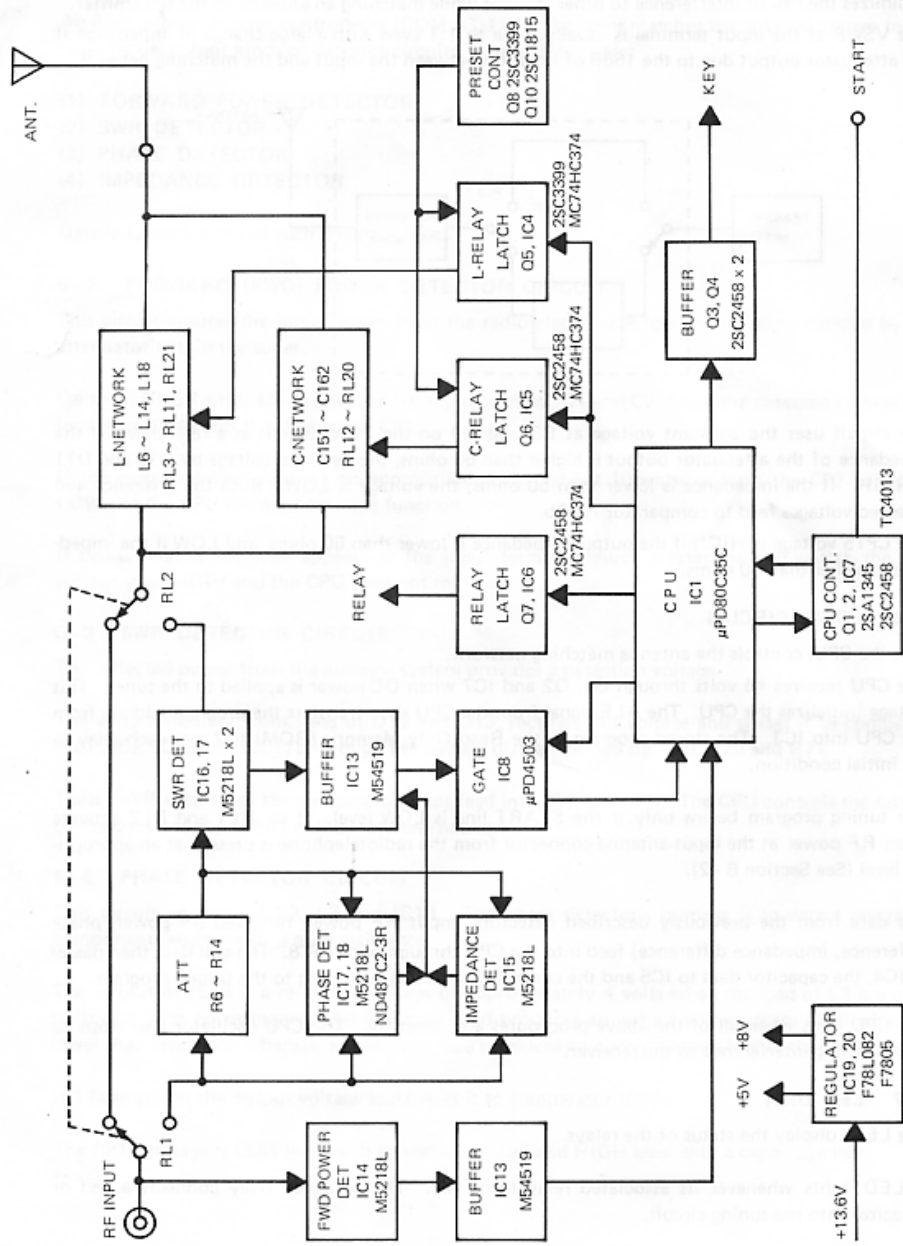 ANT.
RF INPUT
RL1
RL2
L-NETWORK
L6 ~ L14, L18
RL3 ~ RL11, RL21
C-NETWORK
C151 ~ C162
RL12 ~ RL20
ATT
R6 ~ R14
SWR DET
IC16, 17
M5218L x 2
FWD POWER
DET
IC14
M5218L
PHASE DET
IC17, 18
M5218L
ND487C2-3R
BUFFER
IC13
M54519
RELAY
PRESET
CONT
Q8 2SC3399
Q10 2SC1815
BUFFER
IC13
M54519
IMPEDANCE
DET
IC15
M5218L
GATE
IC8
µPD4503
RELAY
LATCH
Q7, IC6
2SC2458
MC74HC374
C-RELAY
LATCH
Q6, IC5
2SC2458
MC74HC374
L-RELAY
LATCH
Q5, IC4
2SC3399
MC74HC374
CPU
IC1
µPD80C35C
BUFFER
Q3, Q4
2SC2458 x 2
KEY
+5V
+8V
+13.6V
REGULATOR
IC19, 20
F78L082
F7805
CPU CONT.
Q1, 2, IC7
2SA1345
2SC2458
TC4013
START